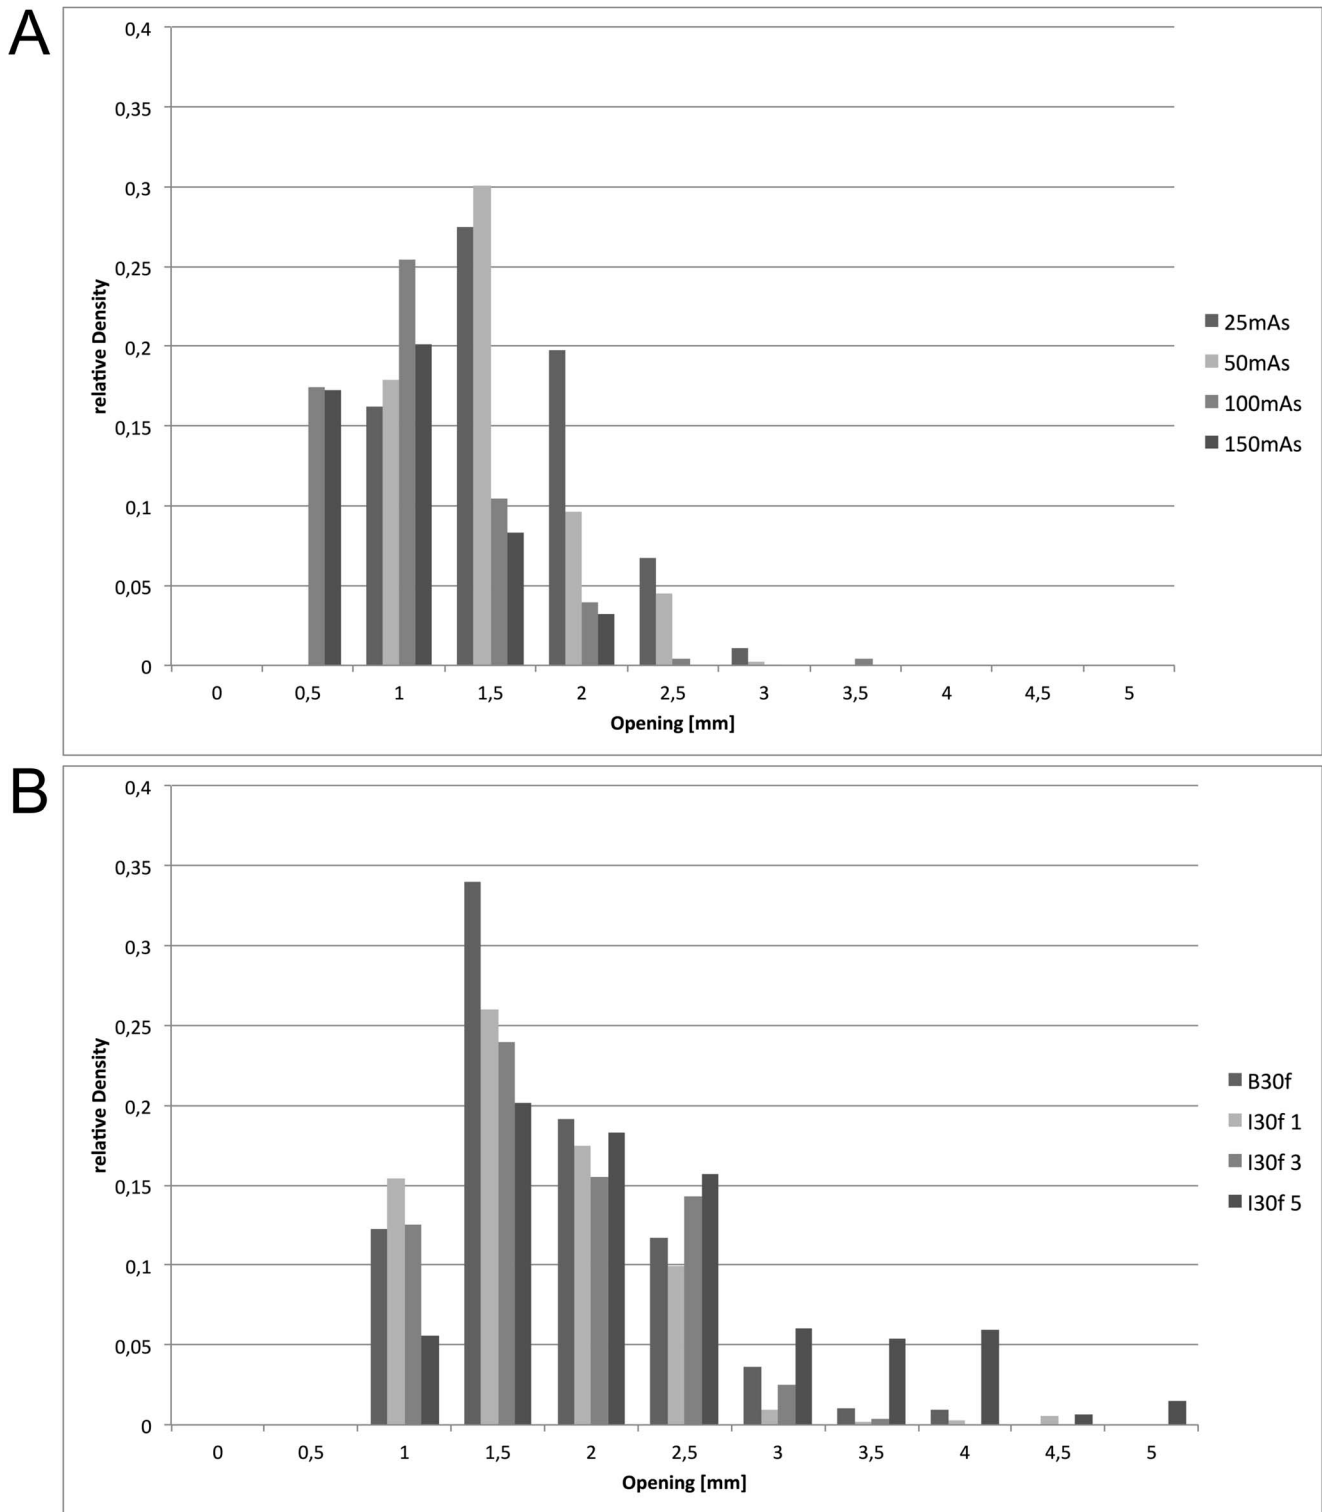 A
0,4
0,35
0,3
0,25
0,2
0,15
0,1
0,05
0
relative Density
0 0,5 1 1,5 2 2,5 3 3,5 4 4,5 5
Opening [mm]
25mAs
50mAs
100mAs
150mAs
B
0,4
0,35
0,3
0,25
0,2
0,15
0,1
0,05
0
relative Density
0 0,5 1 1,5 2 2,5 3 3,5 4 4,5 5
Opening [mm]
B30f
I30f 1
I30f 3
I30f 5